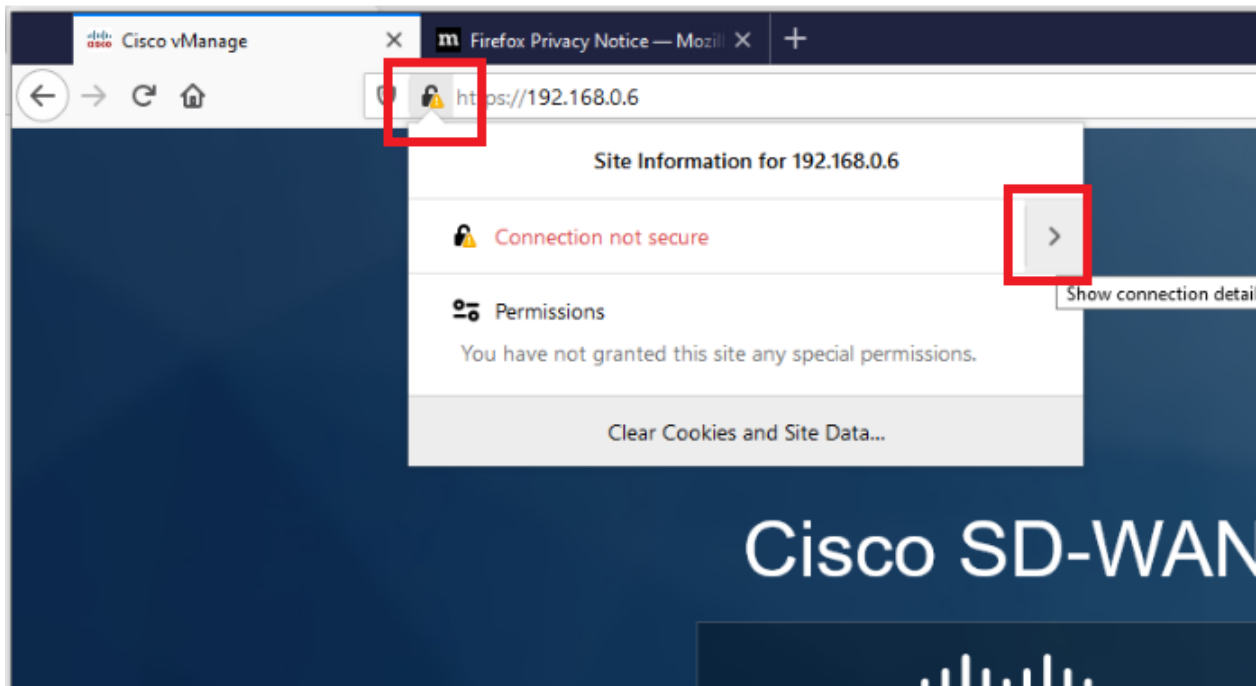 Cisco vManage
Firefox Privacy Notice — Mozill
https://192.168.0.6
Site Information for 192.168.0.6
Connection not secure
Show connection detail
Permissions
You have not granted this site any special permissions.
Clear Cookies and Site Data...
Cisco SD-WAN